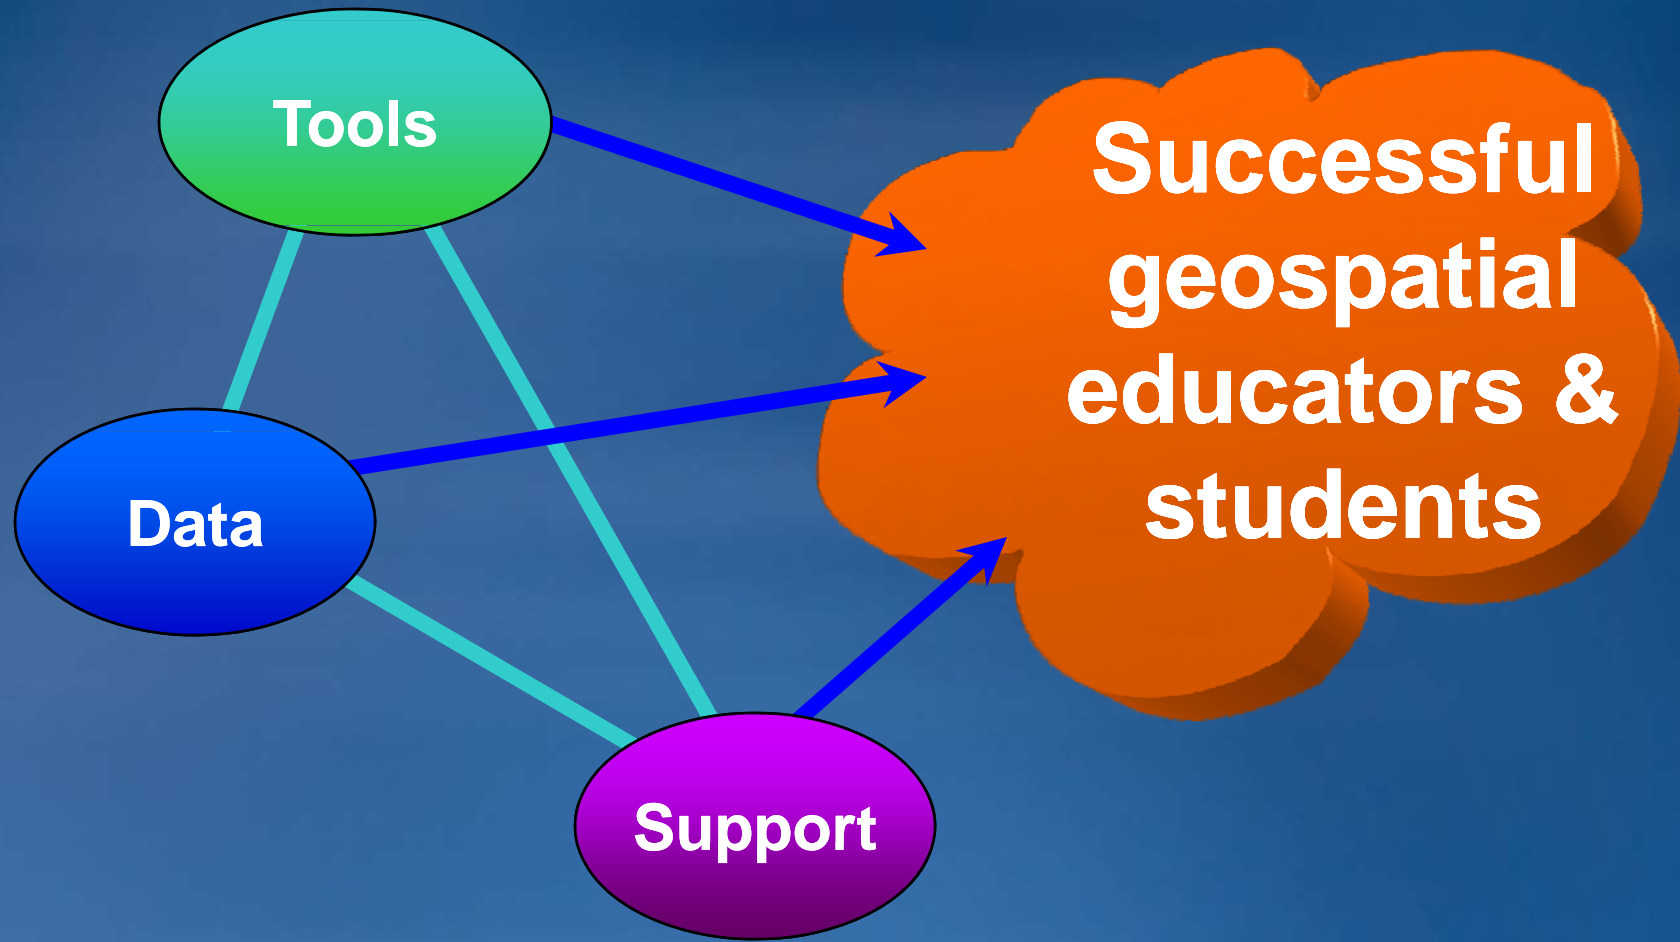 Tools
Successful
geospatial
educators &
students
Data
Support